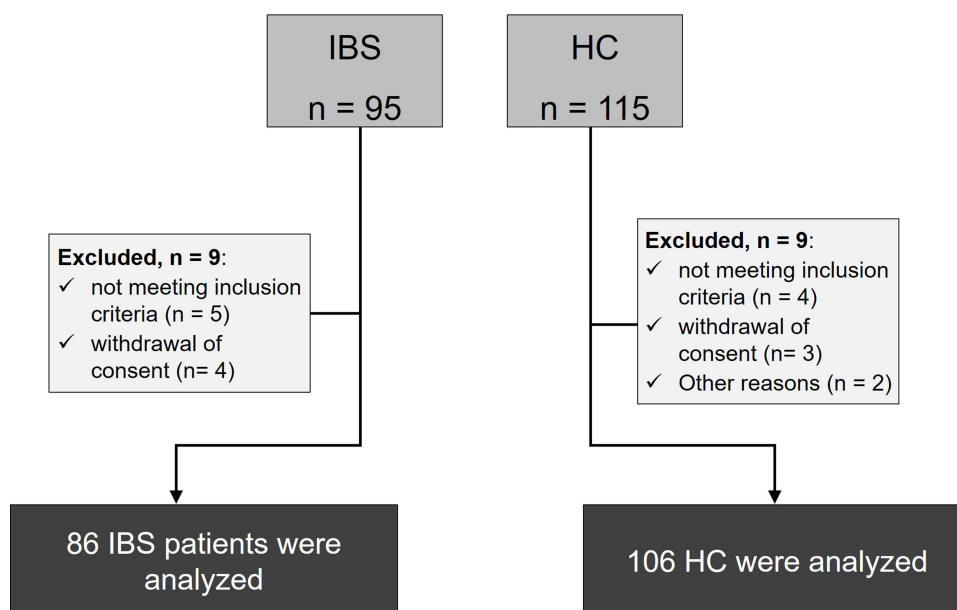 IBS
n = 95
HC
n = 115
Excluded, n = 9:
✓ not meeting inclusion
criteria (n = 5)
✓ withdrawal of
consent (n= 4)
Excluded, n = 9:
✓ not meeting inclusion
criteria (n = 4)
✓ withdrawal of
consent (n= 3)
✓ Other reasons (n = 2)
86 IBS patients were
analyzed
106 HC were analyzed